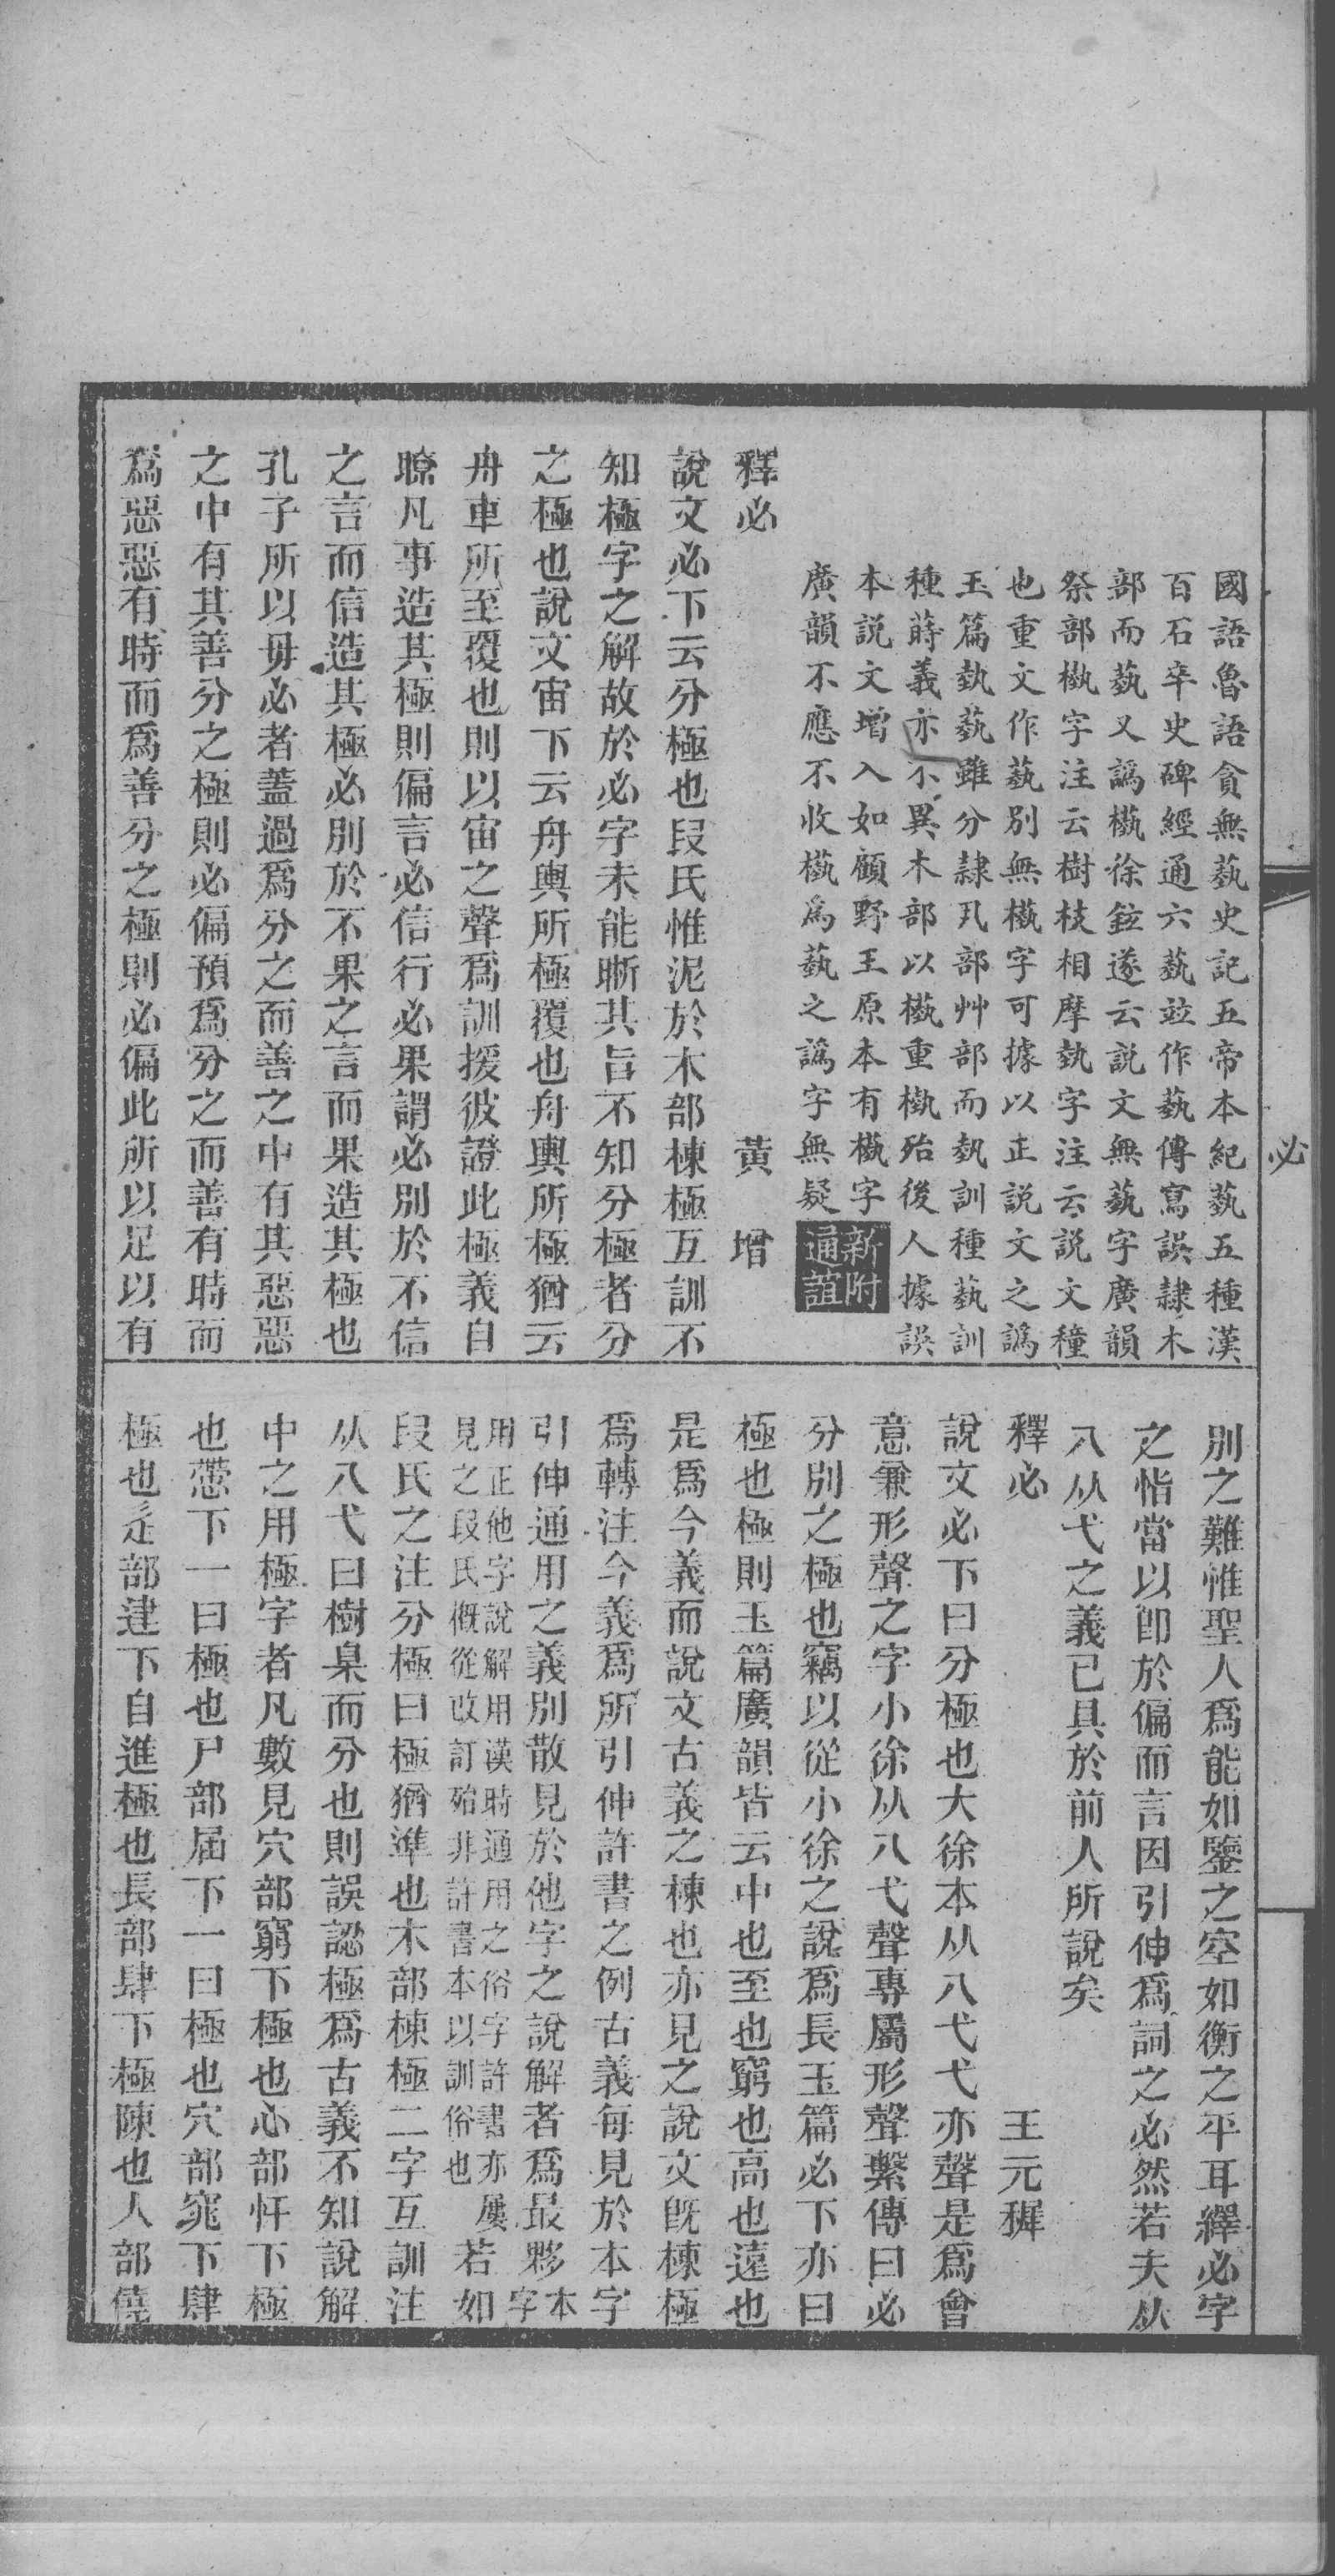 國語魯語貪無藝史記五帝本紀藝五種漢
百石卒史碑經通六藝竝作藝傳寫誤隸木
部而藝又譌檆徐鉉遂云說文無藝字廣韻
祭部槸字注云樹枝相摩埶字注云說文種
也重文作藝別無檆字可據以正說文之譌
玉篇埶藝雖分隸丮部艸部而埶訓種藝訓
種蒔義亦不異木部以檆重槸殆後人據誤
本說文增入如顧野王原本有檆字
廣韻不應不收檆爲藝之譌字無疑
新附通誼
釋必 黃增
說文必下云分極也段氏惟泥於木部棟極互訓不
知極字之解故於必字未能晰其旨不知分極者分
之極也說文宙下云舟輿所極覆也舟輿所極猶云
舟車所至覆也則以宙之聲爲訓援彼證此極義自
瞭凡事造其極則偏言必信行必果謂必別於不信
之言而信造其極必別於不果之言而果造其極也
孔子所以毋必者蓋過爲分之而善之中有其惡惡
之中有其善分之極則必偏預爲分之而善有時而
爲惡惡有時而爲善分之極則必偏此所以足以有
別之難惟聖人爲能如鑒之空如衡之平耳繹必字
之恉當以卽於偏而言因引伸爲詞之必然若夫从
八从弋之義已具於前人所說矣
釋必 王元穉
說文必下曰分極也大徐本从八弋弋亦聲是爲會
意兼形聲之字小徐从八弋聲專屬形聲繫傳曰必
分別之極也竊以從小徐之說爲長玉篇必下亦曰
極也極則玉篇廣韻皆云中也至也窮也高也遠也
是爲今義而說文古義之棟也亦見之說文旣棟極
爲轉注今義爲所引伸許書之例古義每見於本字
引伸通用之義別散見於他字之說解者爲最夥本字
用正他字說解用漢時通用之俗字許書亦屢
見之段氏槪從改訂殆非許書本以訓俗也若如
段氏之注分極曰極猶準也木部棟極二字互訓注
从八弋曰樹臬而分也則誤認極爲古義不知說解
中之用極字者凡數見穴部窮下極也心部忓下極
也㦅下一曰極也尸部屆下一曰極也穴部窕下肆
極也辵部建下自進極也長部肆下極陳也人部僥
必